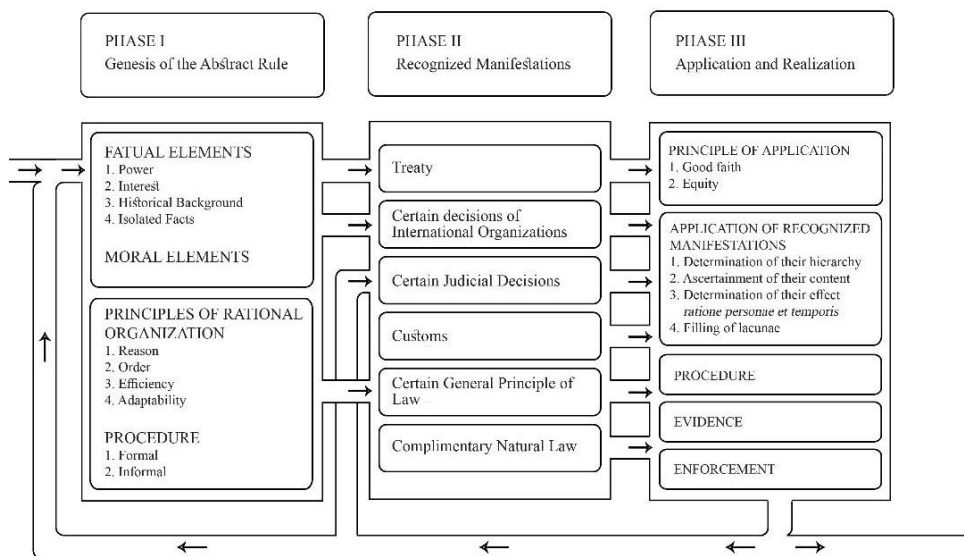 PHASE I
Genesis of the Abstract Rule
PHASE II
Recognized Manifestations
PHASE III
Application and Realization
FATUAL ELEMENTS
1. Power
2. Interest
3. Historical Background
4. Isolated Facts
MORAL ELEMENTS
PRINCIPLES OF RATIONAL
ORGANIZATION
1. Reason
2. Order
3. Efficiency
4. Adaptability
PROCEDURE
1. Formal
2. Informal
Treaty
Certain decisions of
International Organizations
Certain Judicial Decisions
Customs
Certain General Principle of
Law
Complimentary Natural Law
PRINCIPLE OF APPLICATION
1. Good faith
2. Equity
APPLICATION OF RECOGNIZED
MANIFESTATIONS
1. Determination of their hierarchy
2. Ascertainment of their content
3. Determination of their effect
ratione personae et temporis
4. Filling of lacunae
PROCEDURE
EVIDENCE
ENFORCEMENT